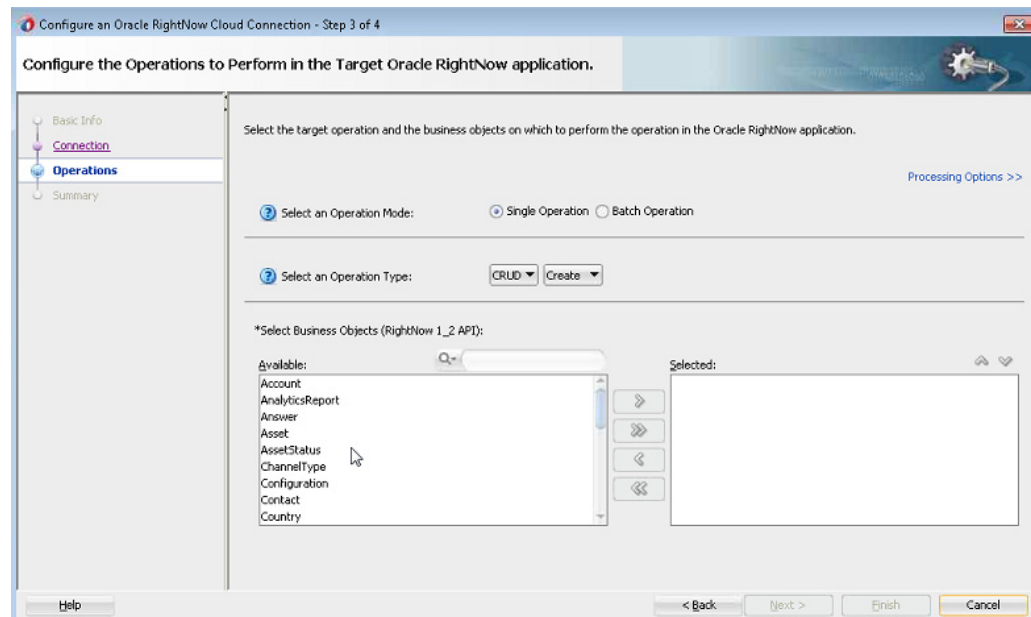 Configure an Oracle RightNow Cloud Connection - Step 3 of 4
Configure the Operations to Perform in the Target Oracle RightNow application.
Basic Info
Connection
Operations
Summary
Select the target operation and the business objects on which to perform the operation in the Oracle RightNow application.
Processing Options >>
Select an Operation Mode: Single Operation Batch Operation
Select an Operation Type: CRUD Create
*Select Business Objects (RightNow 1_2 API):
Available:
Account
AnalyticsReport
Answer
Asset
AssetStatus
ChannelType
Configuration
Contact
Country
Selected:
Help
< Back Next > Finish Cancel